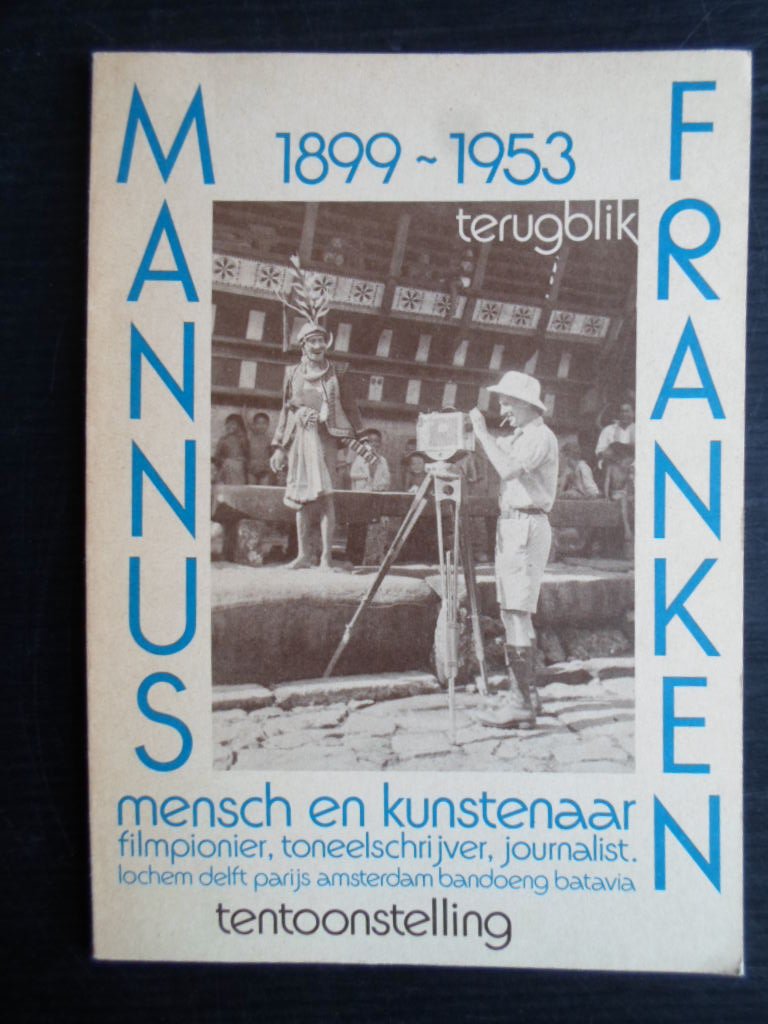 MANNUS
FRANKEN
1899 ~ 1953
terugblik
mensch en kunstenaar
filmpionier, toneelschrijver, journalist.
lochem delft parijs amsterdam bandoeng batavia
tentoonstelling